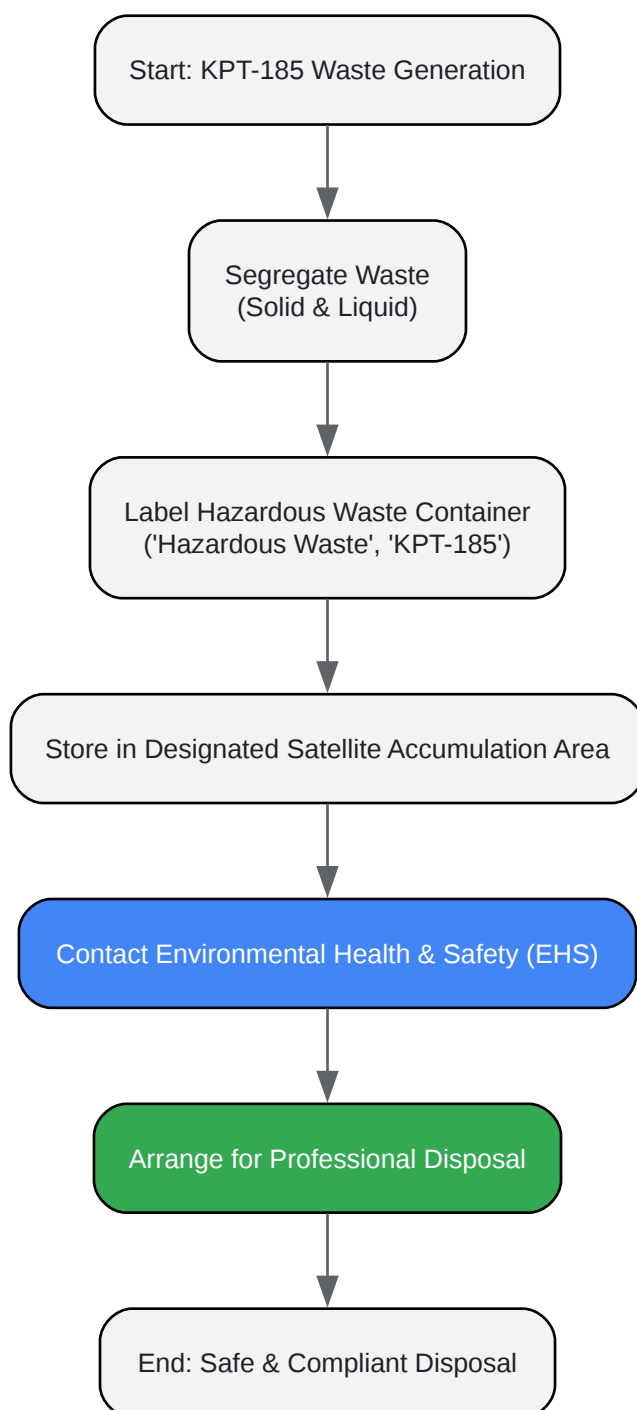 Start: KPT-185 Waste Generation
Segregate Waste
(Solid & Liquid)
Label Hazardous Waste Container
('Hazardous Waste', 'KPT-185')
Store in Designated Satellite Accumulation Area
Contact Environmental Health & Safety (EHS)
Arrange for Professional Disposal
End: Safe & Compliant Disposal